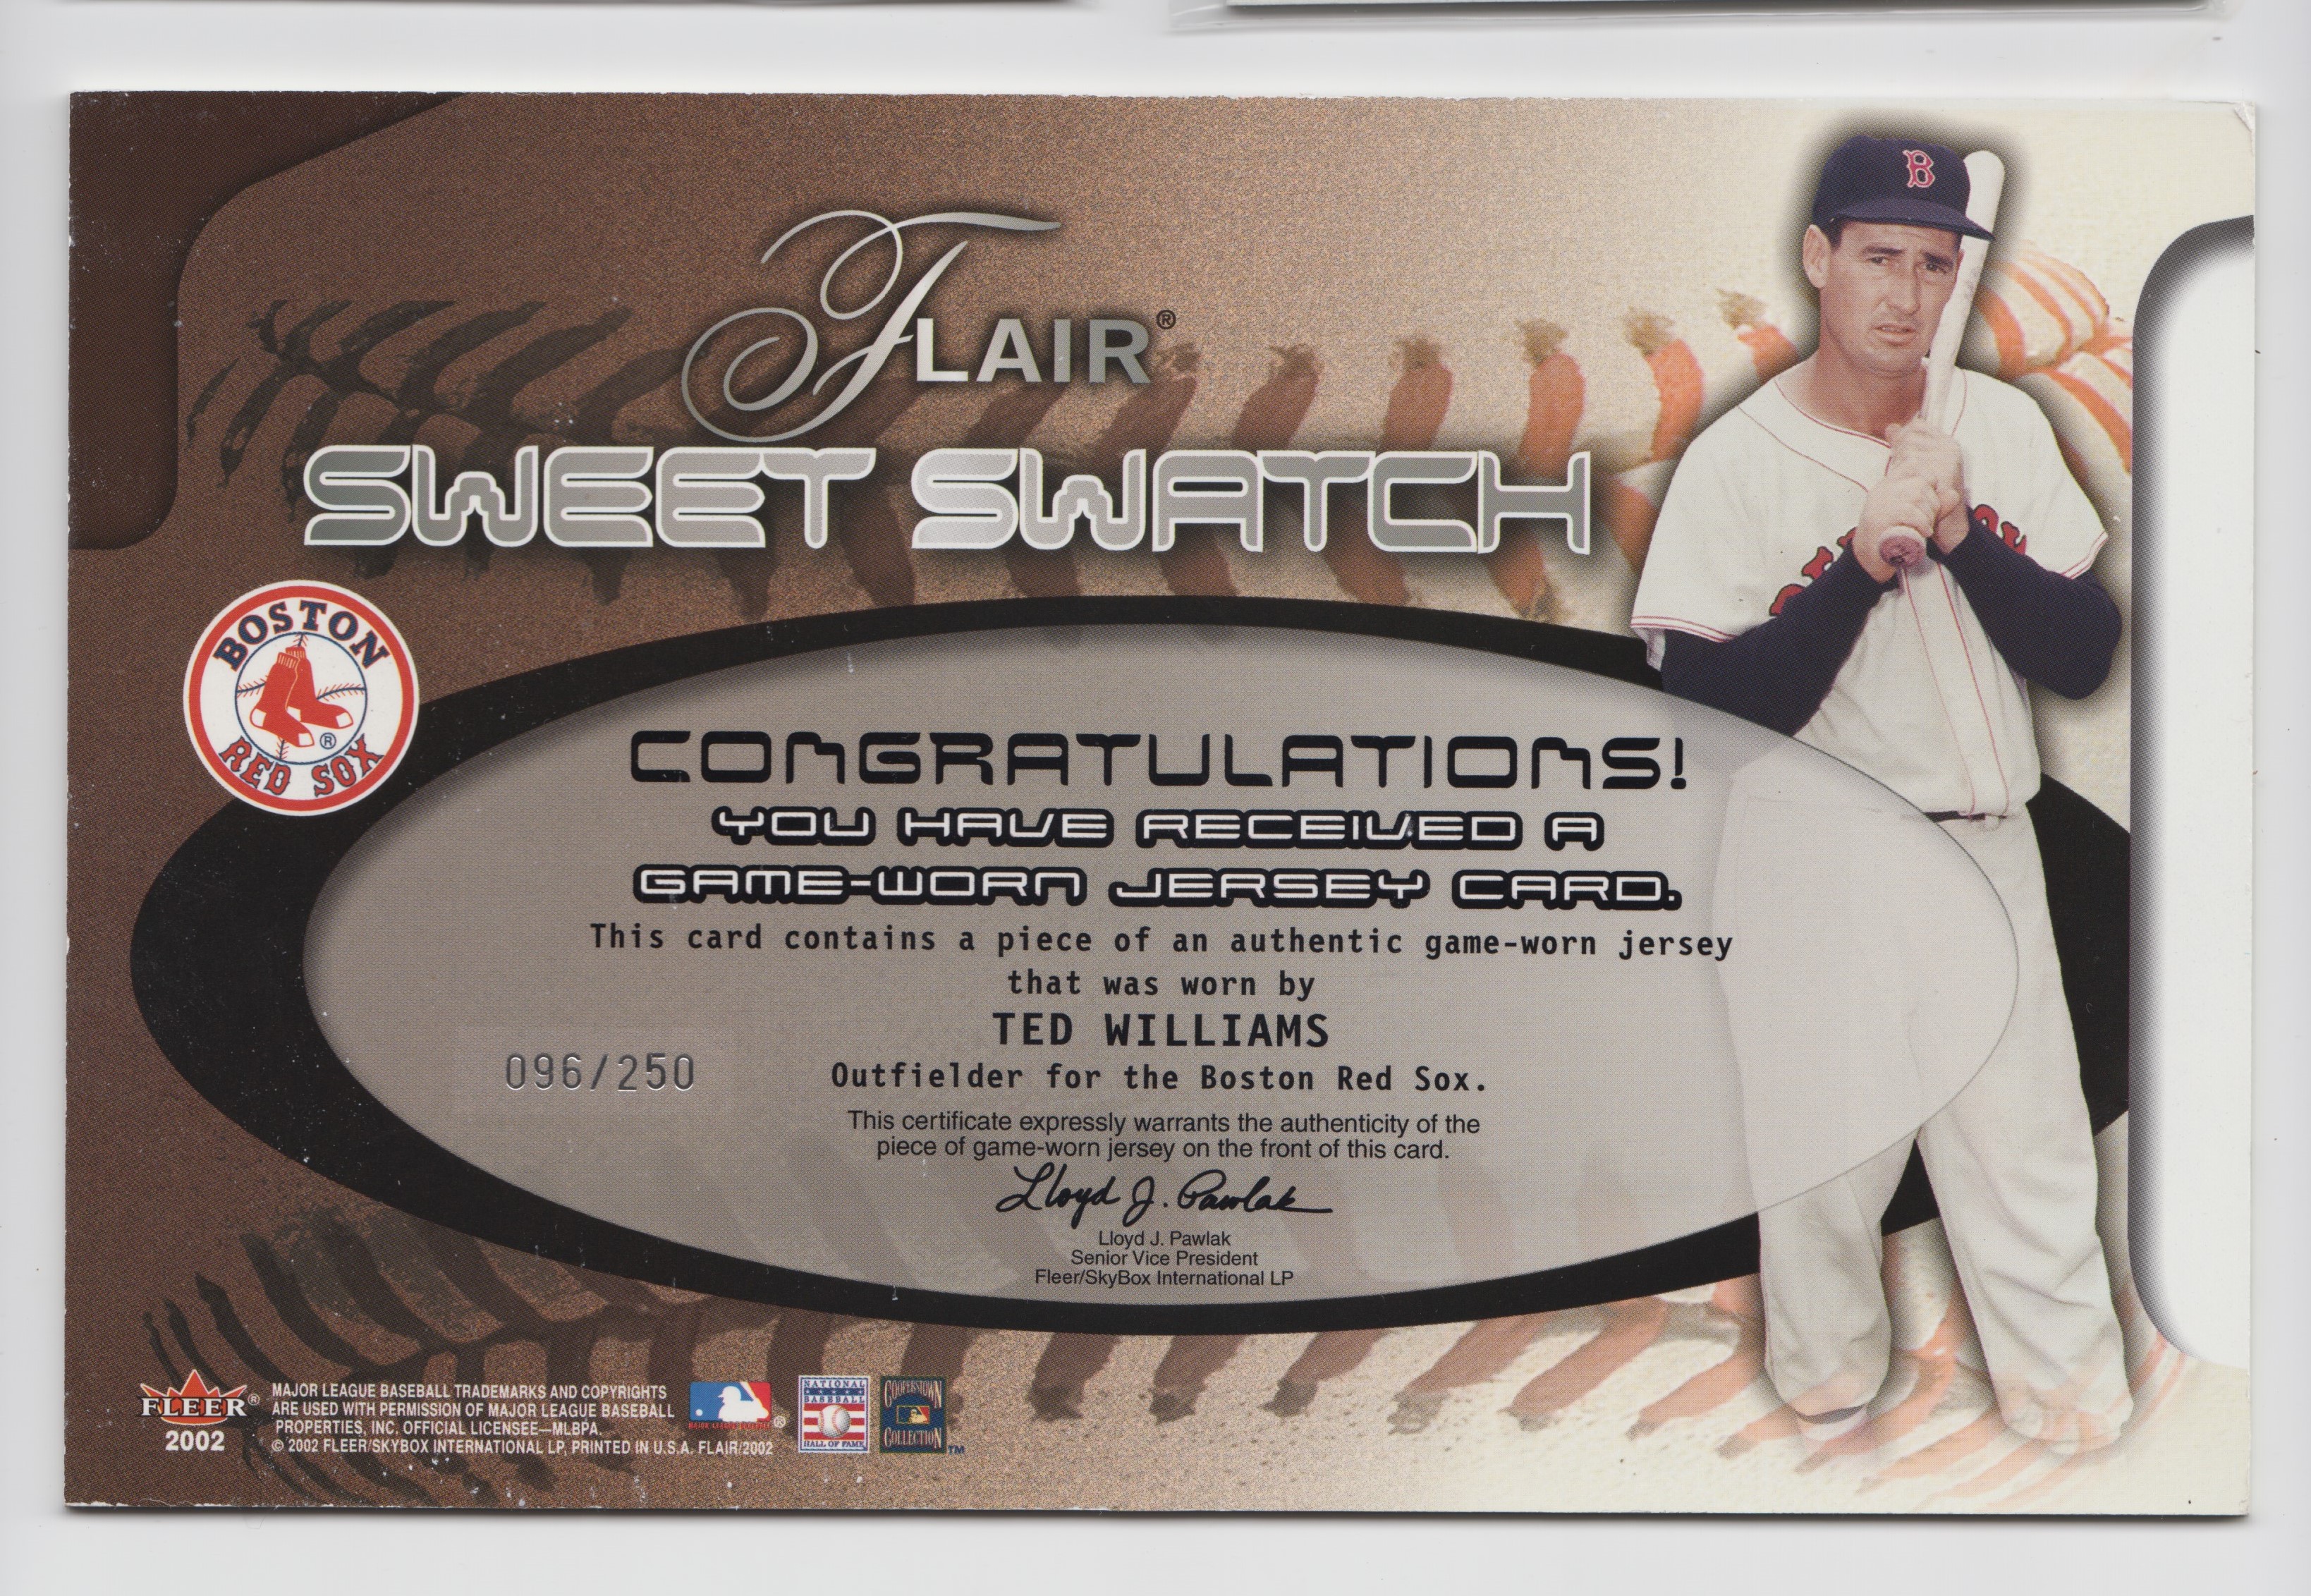 B
FLAIR®
SWEET SWATCH
BOSTON
RED SOX
®
CONGRATULATIONS!
YOU HAVE RECEIVED A
GAME-WORN JERSEY CARD.
This card contains a piece of an authentic game-worn jersey
that was worn by
TED WILLIAMS
096/250
Outfielder for the Boston Red Sox.
This certificate expressly warrants the authenticity of the
piece of game-worn jersey on the front of this card.
Lloyd J. Pawlak
Lloyd J. Pawlak
Senior Vice President
Fleer/SkyBox International LP
FLEER®
2002
MAJOR LEAGUE BASEBALL TRADEMARKS AND COPYRIGHTS
ARE USED WITH PERMISSION OF MAJOR LEAGUE BASEBALL
PROPERTIES, INC. OFFICIAL LICENSEE—MLBPA.
© 2002 FLEER/SKYBOX INTERNATIONAL LP, PRINTED IN U.S.A. FLAIR/2002
MAJOR LEAGUE BASEBALL®
NATIONAL
BASEBALL
HALL OF FAME
COOPERSTOWN
COLLECTION
TM